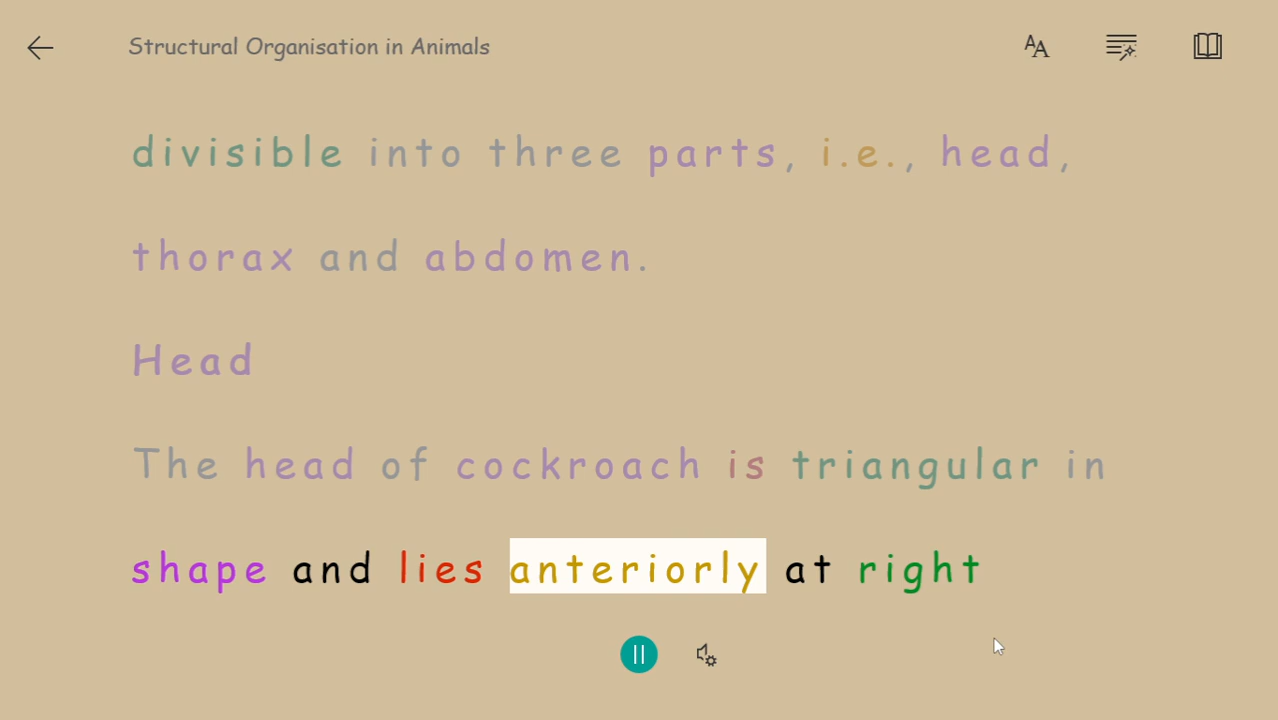 Structural Organisation in Animals
divisible into three parts, i.e., head,
thorax and abdomen.
Head
The head of cockroach is triangular in
shape and lies anteriorly at right